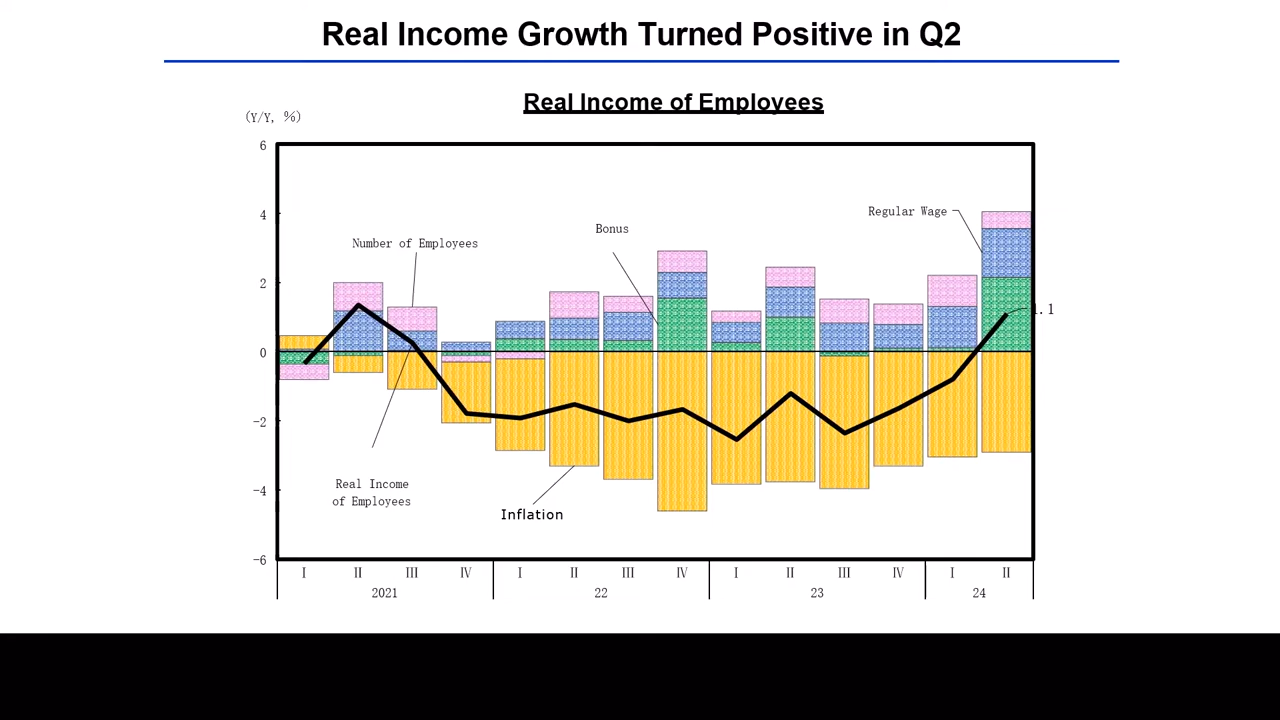 Real Income Growth Turned Positive in Q2
Real Income of Employees
(Y/Y, %)
6
4
2
0
-2
-4
-6
Number of Employees
Bonus
Regular Wage
1.1
Real Income
of Employees
Inflation
I II III IV I II III IV I II III IV I II
2021 22 23 24